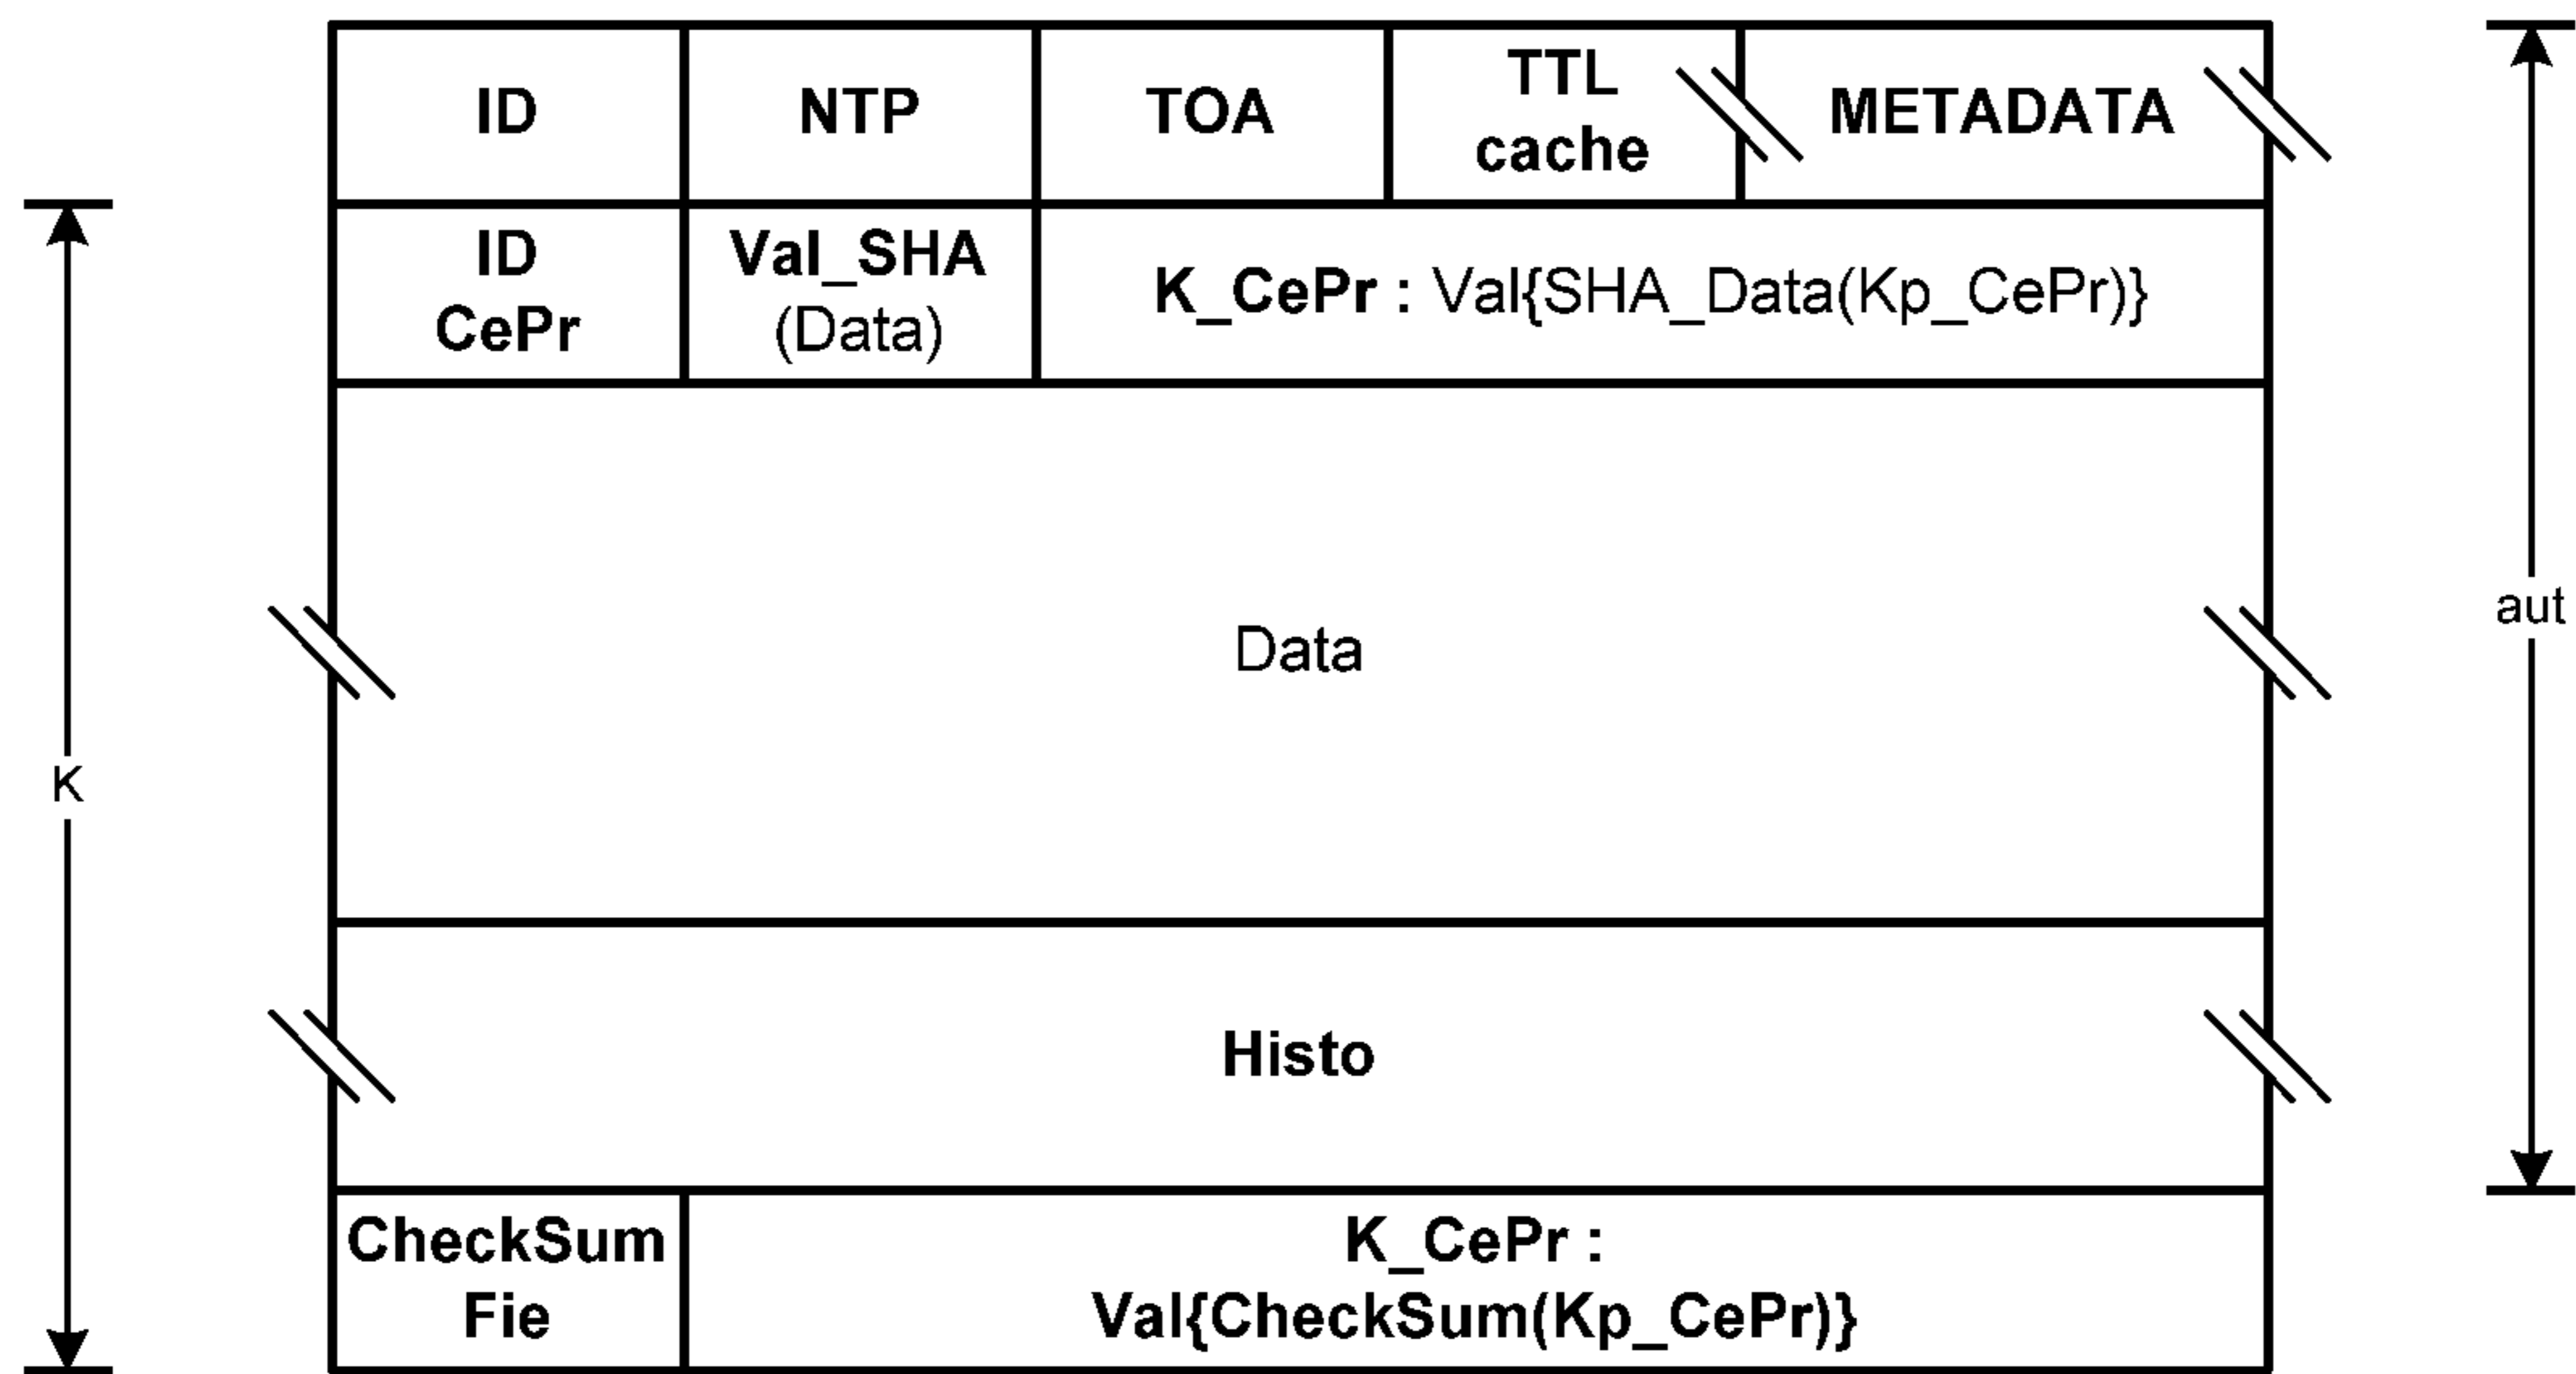 ID
NTP
TOA
TTL
cache
METADATA
ID
CePr
Val_SHA
(Data)
K_CePr : Val{SHA_Data(Kp_CePr)}
Data
K
aut
Histo
CheckSum
Fie
K_CePr :
Val{CheckSum(Kp_CePr)}